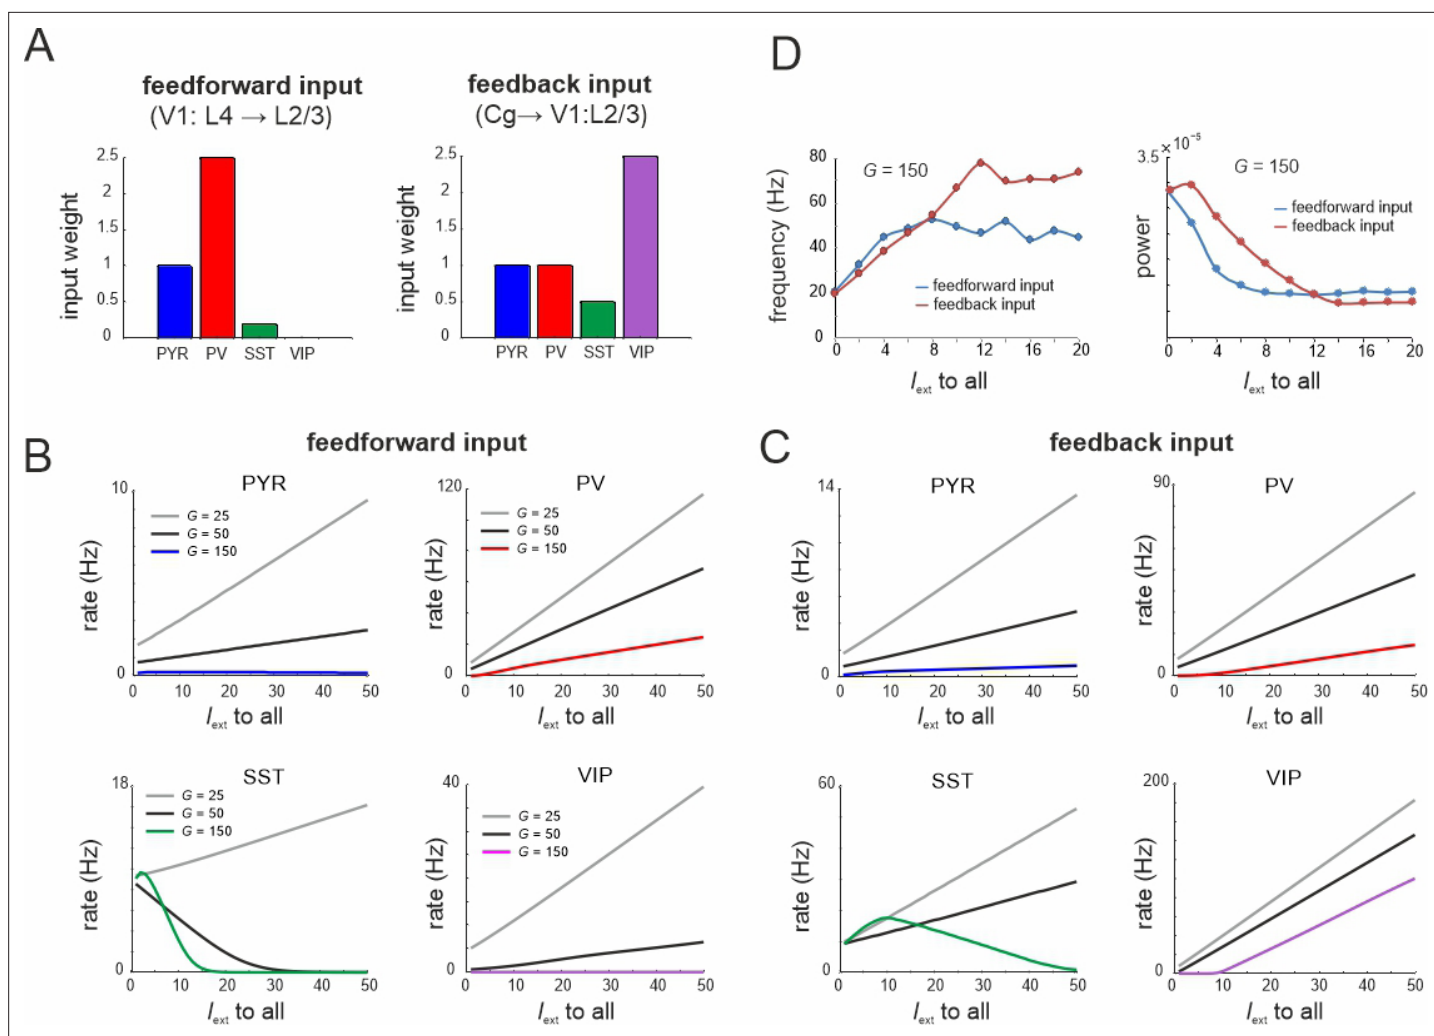 A
feedforward input
(V1: L4 → L2/3)
input weight
2.5
2
1.5
1
0.5
0
PYR PV SST VIP
feedback input
(Cg→ V1:L2/3)
input weight
2.5
2
1.5
1
0.5
0
PYR PV SST VIP
D
frequency (Hz)
80
60
40
20
0
G = 150
feedforward input
feedback input
0 4 8 12 16 20
I ext to all
power
3.5 ×10⁻⁵
0
G = 150
feedforward input
feedback input
0 4 8 12 16 20
I ext to all
B
feedforward input
PYR
rate (Hz)
10
0
G = 25
G = 50
G = 150
0 10 20 30 40 50
I ext to all
PV
rate (Hz)
120
60
0
G = 25
G = 50
G = 150
0 10 20 30 40 50
I ext to all
SST
rate (Hz)
18
0
G = 25
G = 50
G = 150
0 10 20 30 40 50
I ext to all
VIP
rate (Hz)
40
0
G = 25
G = 50
G = 150
0 10 20 30 40 50
I ext to all
C
feedback input
PYR
rate (Hz)
14
0
0 10 20 30 40 50
I ext to all
PV
rate (Hz)
90
0
0 10 20 30 40 50
I ext to all
SST
rate (Hz)
60
0
0 10 20 30 40 50
I ext to all
VIP
rate (Hz)
200
0
0 10 20 30 40 50
I ext to all